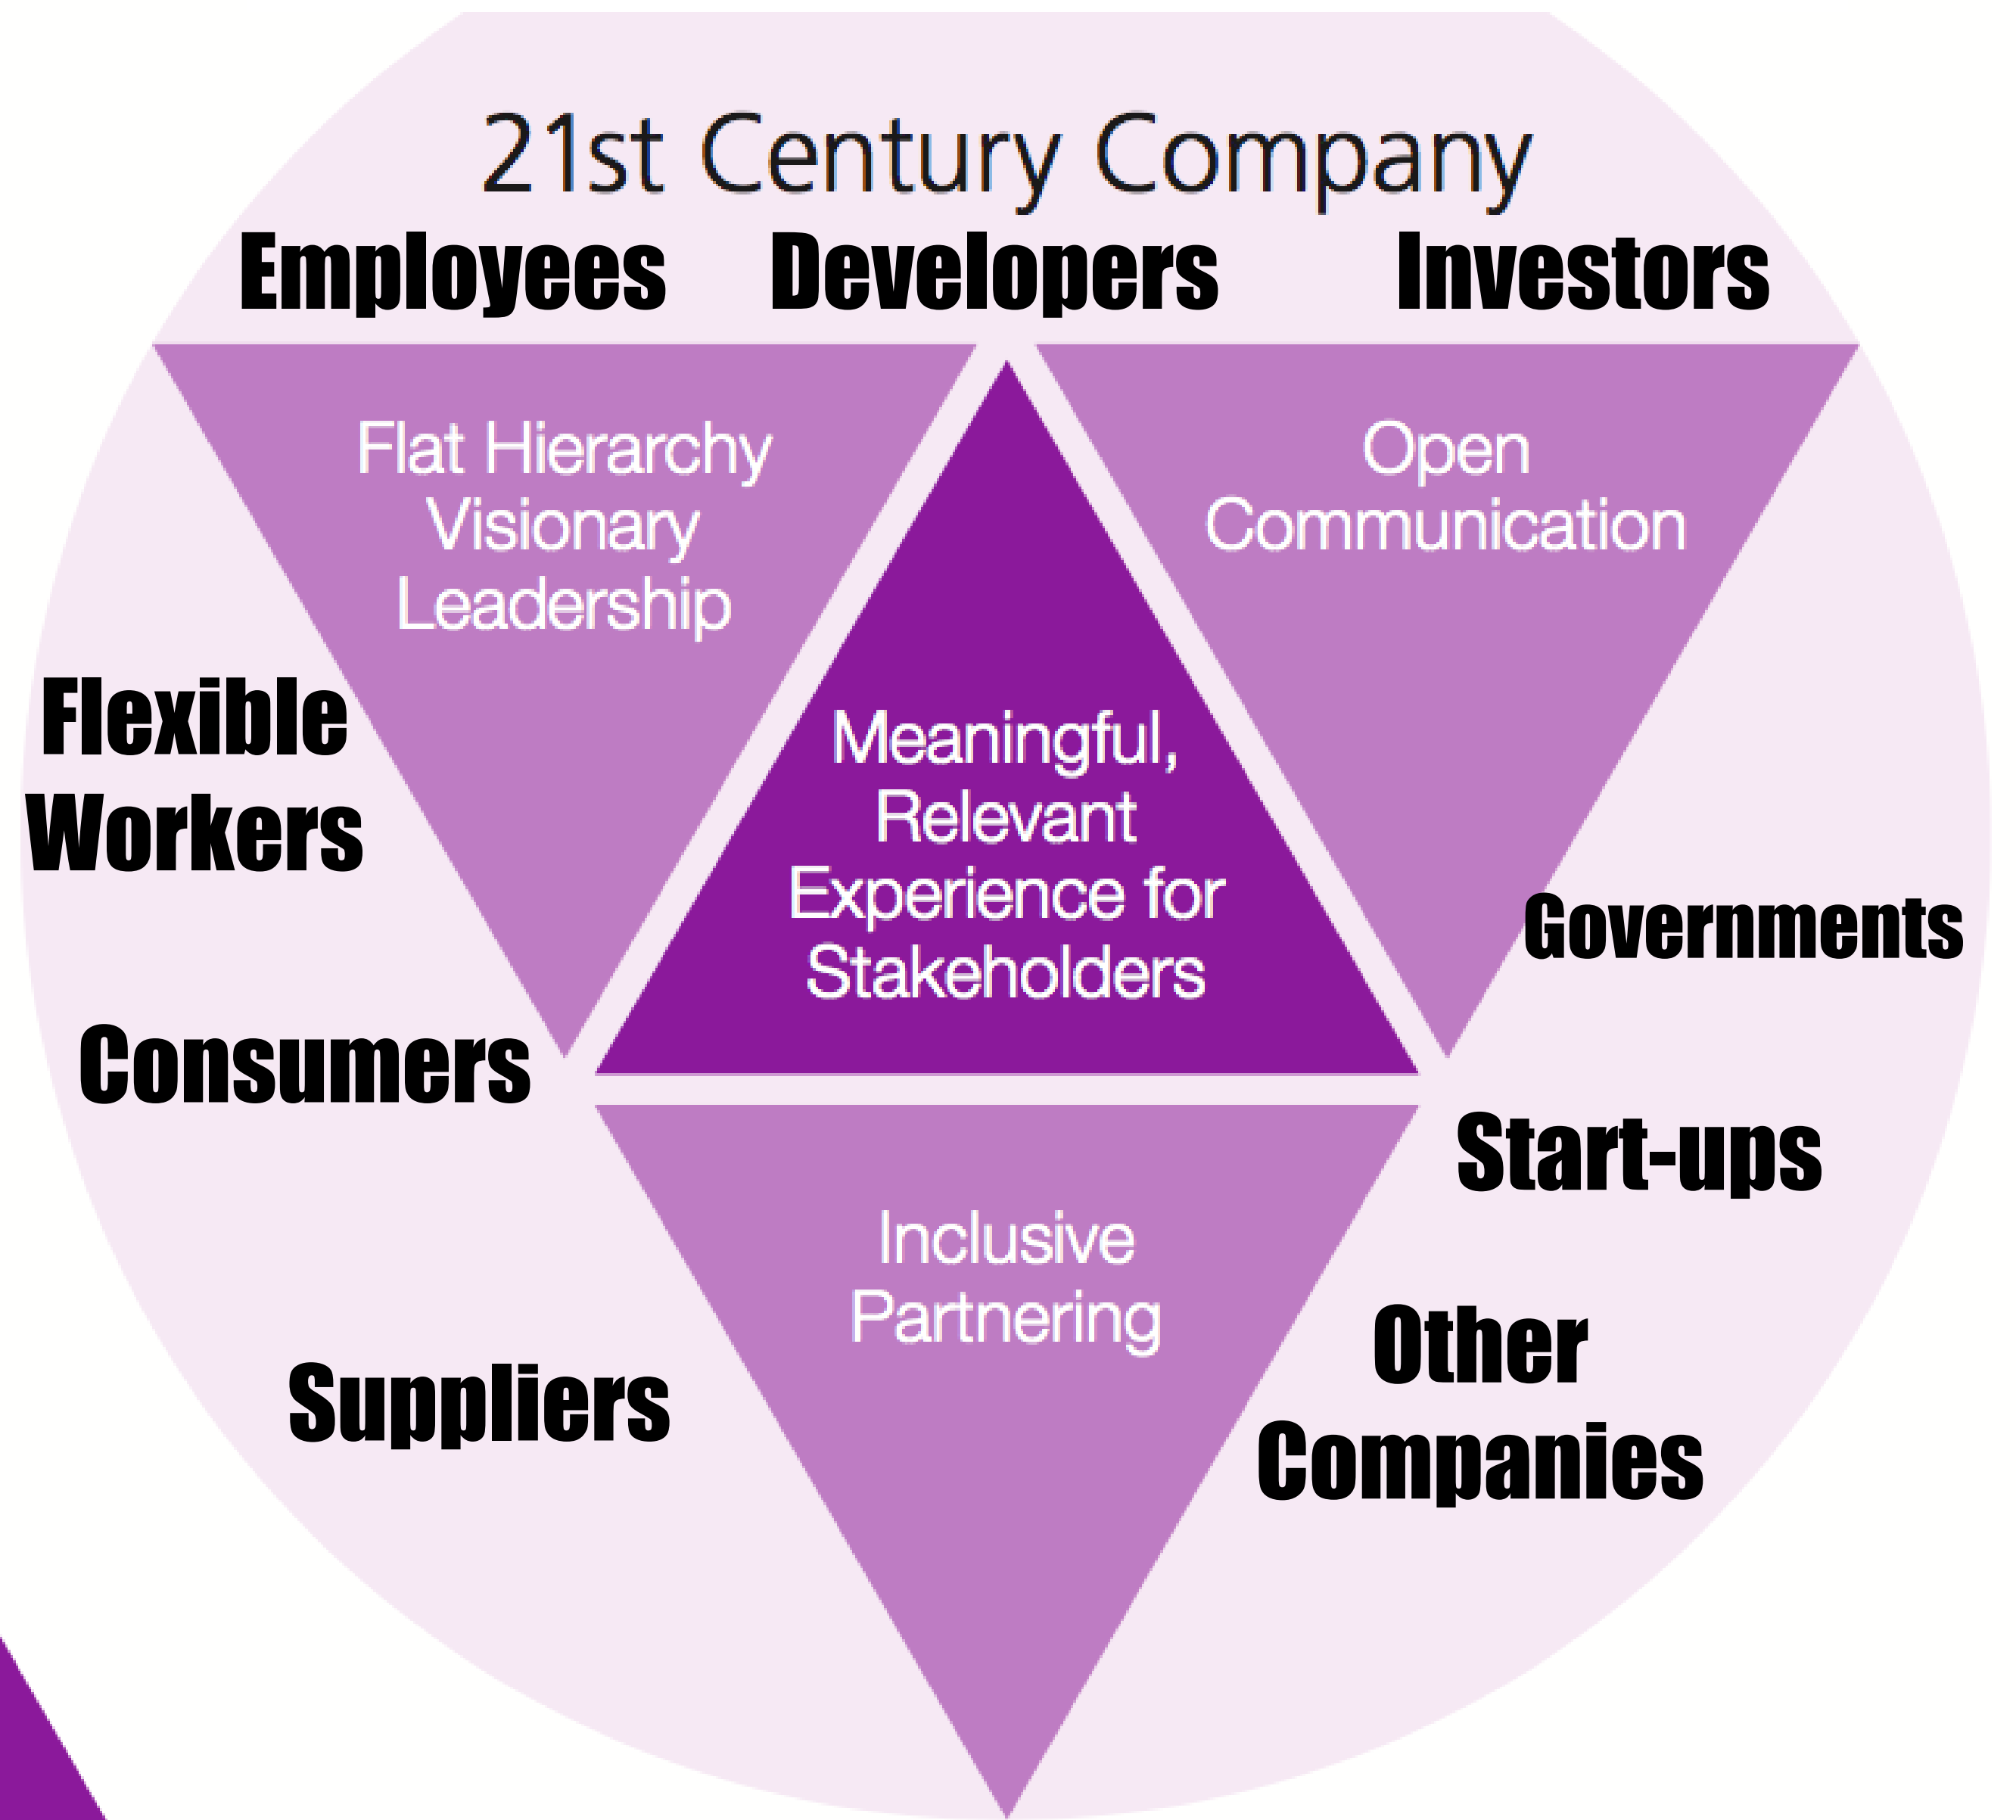 21st Century Company
Employees Developers Investors
Flat Hierarchy
Visionary
Leadership
Open
Communication
Flexible
Workers
Meaningful,
Relevant
Experience for
Stakeholders
Governments
Consumers
Start-ups
Inclusive
Partnering
Suppliers
Other
Companies